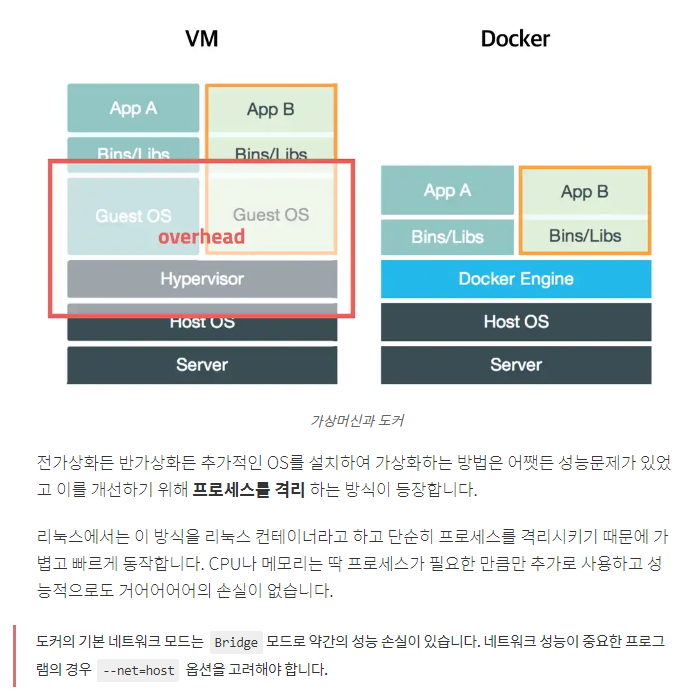 VM Docker
App A App B
Bins/Libs Bins/Libs
Guest OS Guest OS
overhead
Hypervisor
Host OS
Server
App A App B
Bins/Libs Bins/Libs
Docker Engine
Host OS
Server
가상머신과 도커
전가상화든 반가상화든 추가적인 OS를 설치하여 가상화하는 방법은 어쨋든 성능문제가 있었
고 이를 개선하기 위해 프로세스를 격리 하는 방식이 등장합니다.
리눅스에서는 이 방식을 리눅스 컨테이너라고 하고 단순히 프로세스를 격리시키기 때문에 가
볍고 빠르게 동작합니다. CPU나 메모리는 딱 프로세스가 필요한 만큼만 추가로 사용하고 성
능적으로도 거어어어어의 손실이 없습니다.
도커의 기본 네트워크 모드는 Bridge 모드로 약간의 성능 손실이 있습니다. 네트워크 성능이 중요한 프로그
램의 경우 --net=host 옵션을 고려해야 합니다.